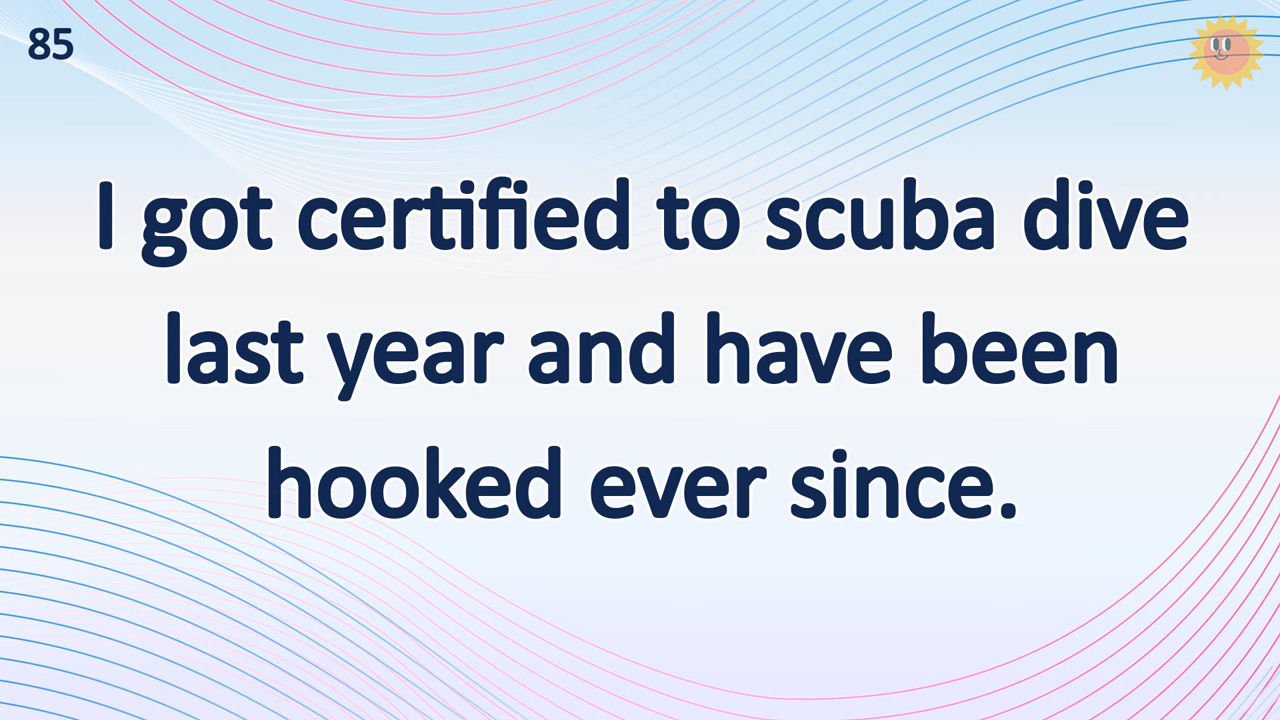 85
I got certified to scuba dive
last year and have been
hooked ever since.